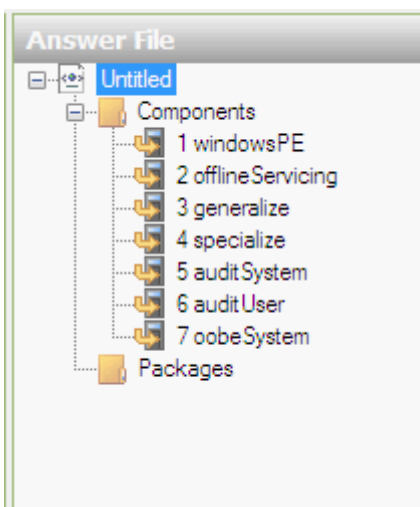 Answer File
Untitled
Components
1 windowsPE
2 offlineServicing
3 generalize
4 specialize
5 auditSystem
6 auditUser
7 oobeSystem
Packages